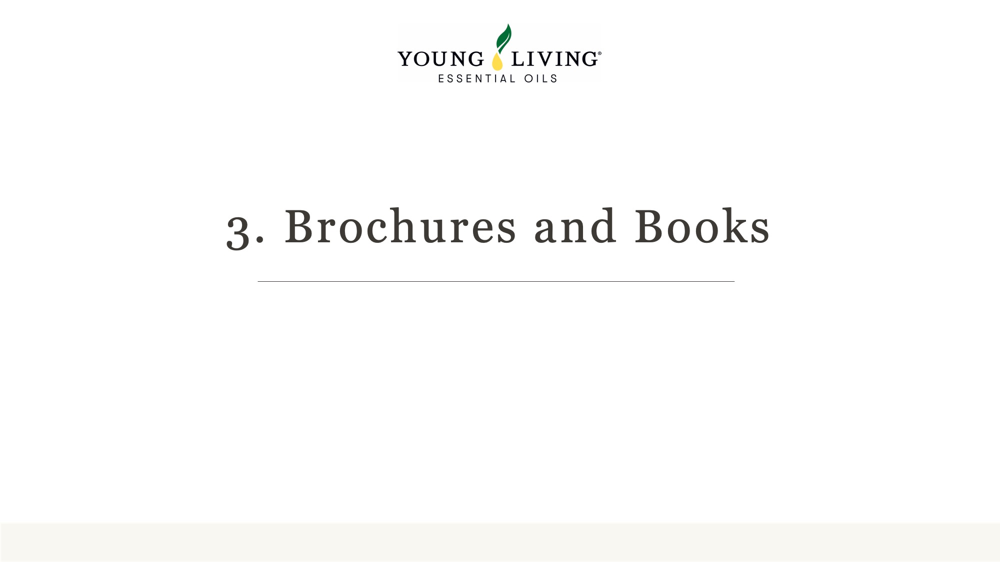 YOUNG LIVING®
ESSENTIAL OILS
3. Brochures and Books